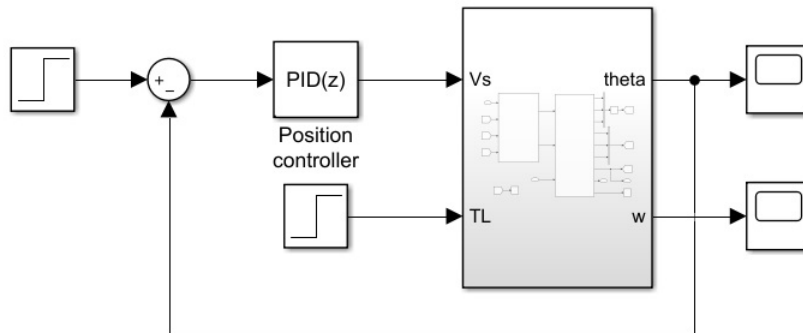 +
−
PID(z)
Position
controller
Vs
theta
TL
w